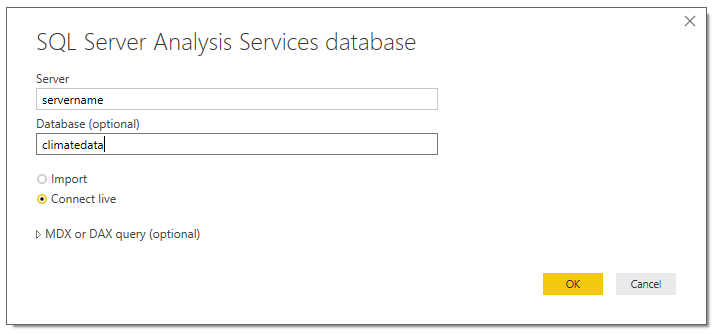 SQL Server Analysis Services database
Server
servername
Database (optional)
climatedata
Import
Connect live
MDX or DAX query (optional)
OK Cancel